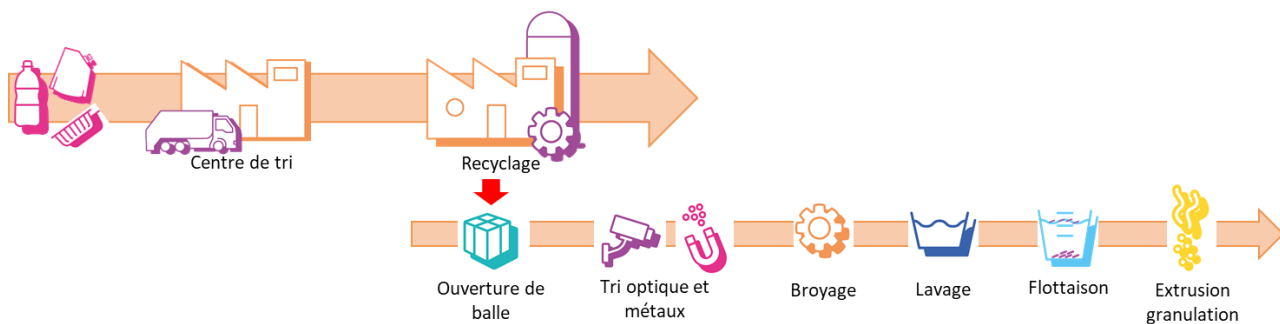 Centre de tri
Recyclage
Ouverture de
balle
Tri optique et
métaux
Broyage
Lavage
Flottaison
Extrusion
granulation